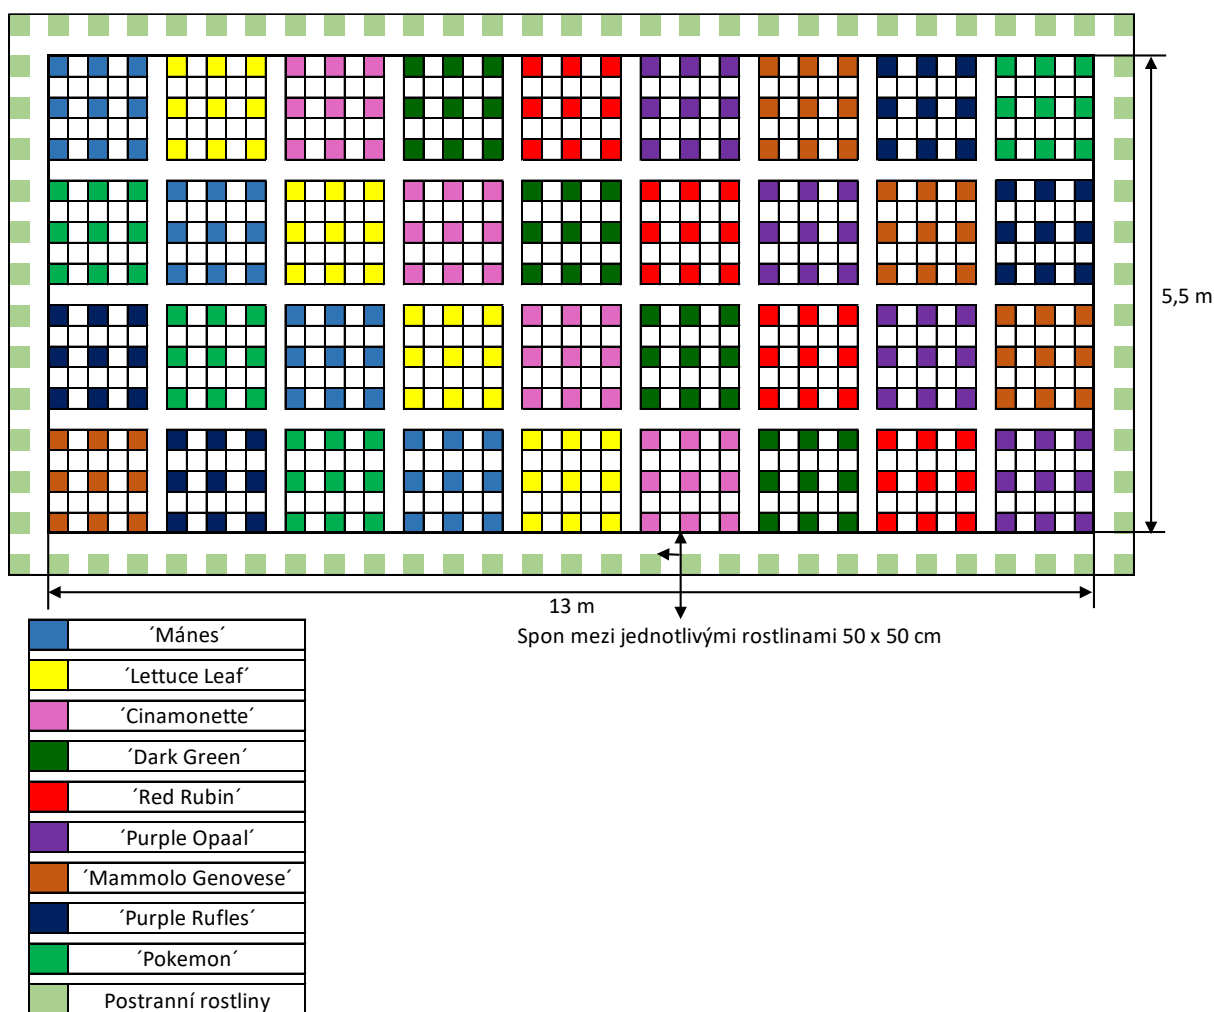 5,5 m
13 m
Spon mezi jednotlivými rostlinami 50 x 50 cm
´Mánes´
´Lettuce Leaf´
´Cinamonette´
´Dark Green´
´Red Rubin´
´Purple Opaal´
´Mammolo Genovese´
´Purple Rufles´
´Pokemon´
Postranní rostliny